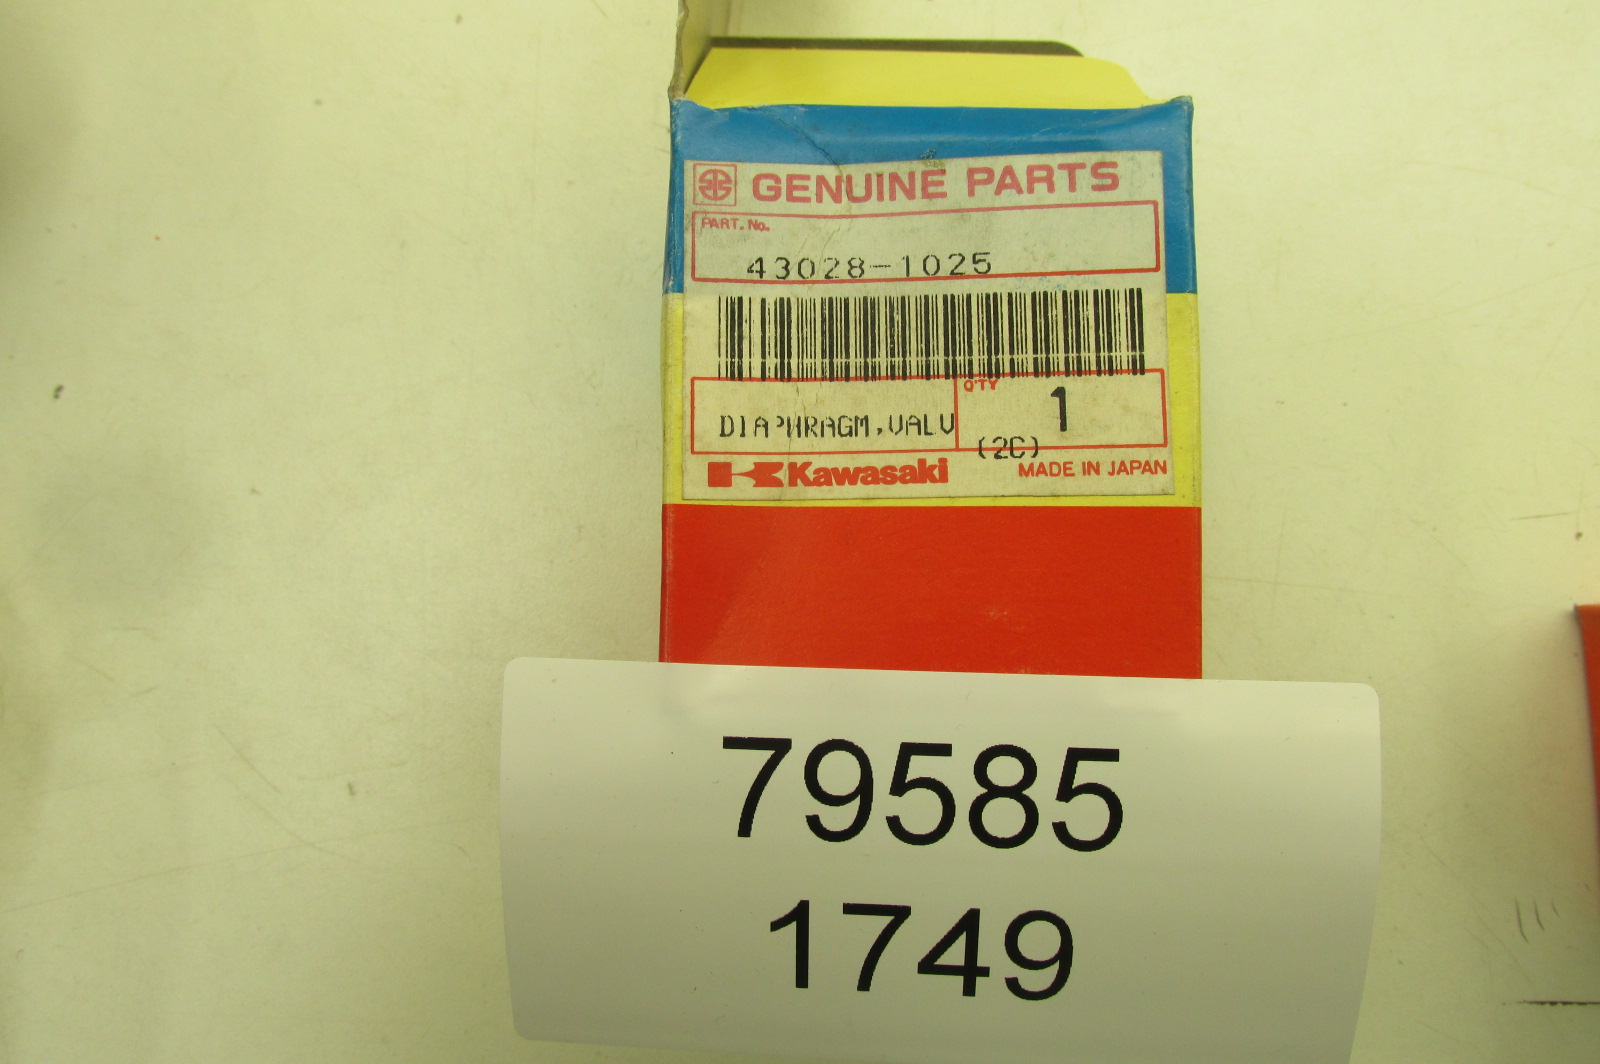 GENUINE PARTS
PART. No.
43028-1025
DIAPHRAGM,VALV
Q'TY
1
(2C)
Kawasaki
MADE IN JAPAN
79585
1749